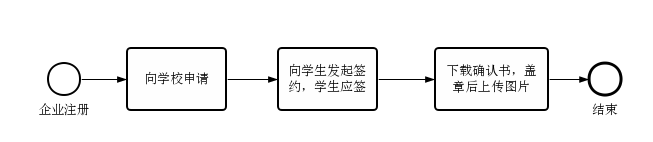 企业注册
向学校申请
向学生发起签
约，学生应签
下载确认书，盖
章后上传图片
结束